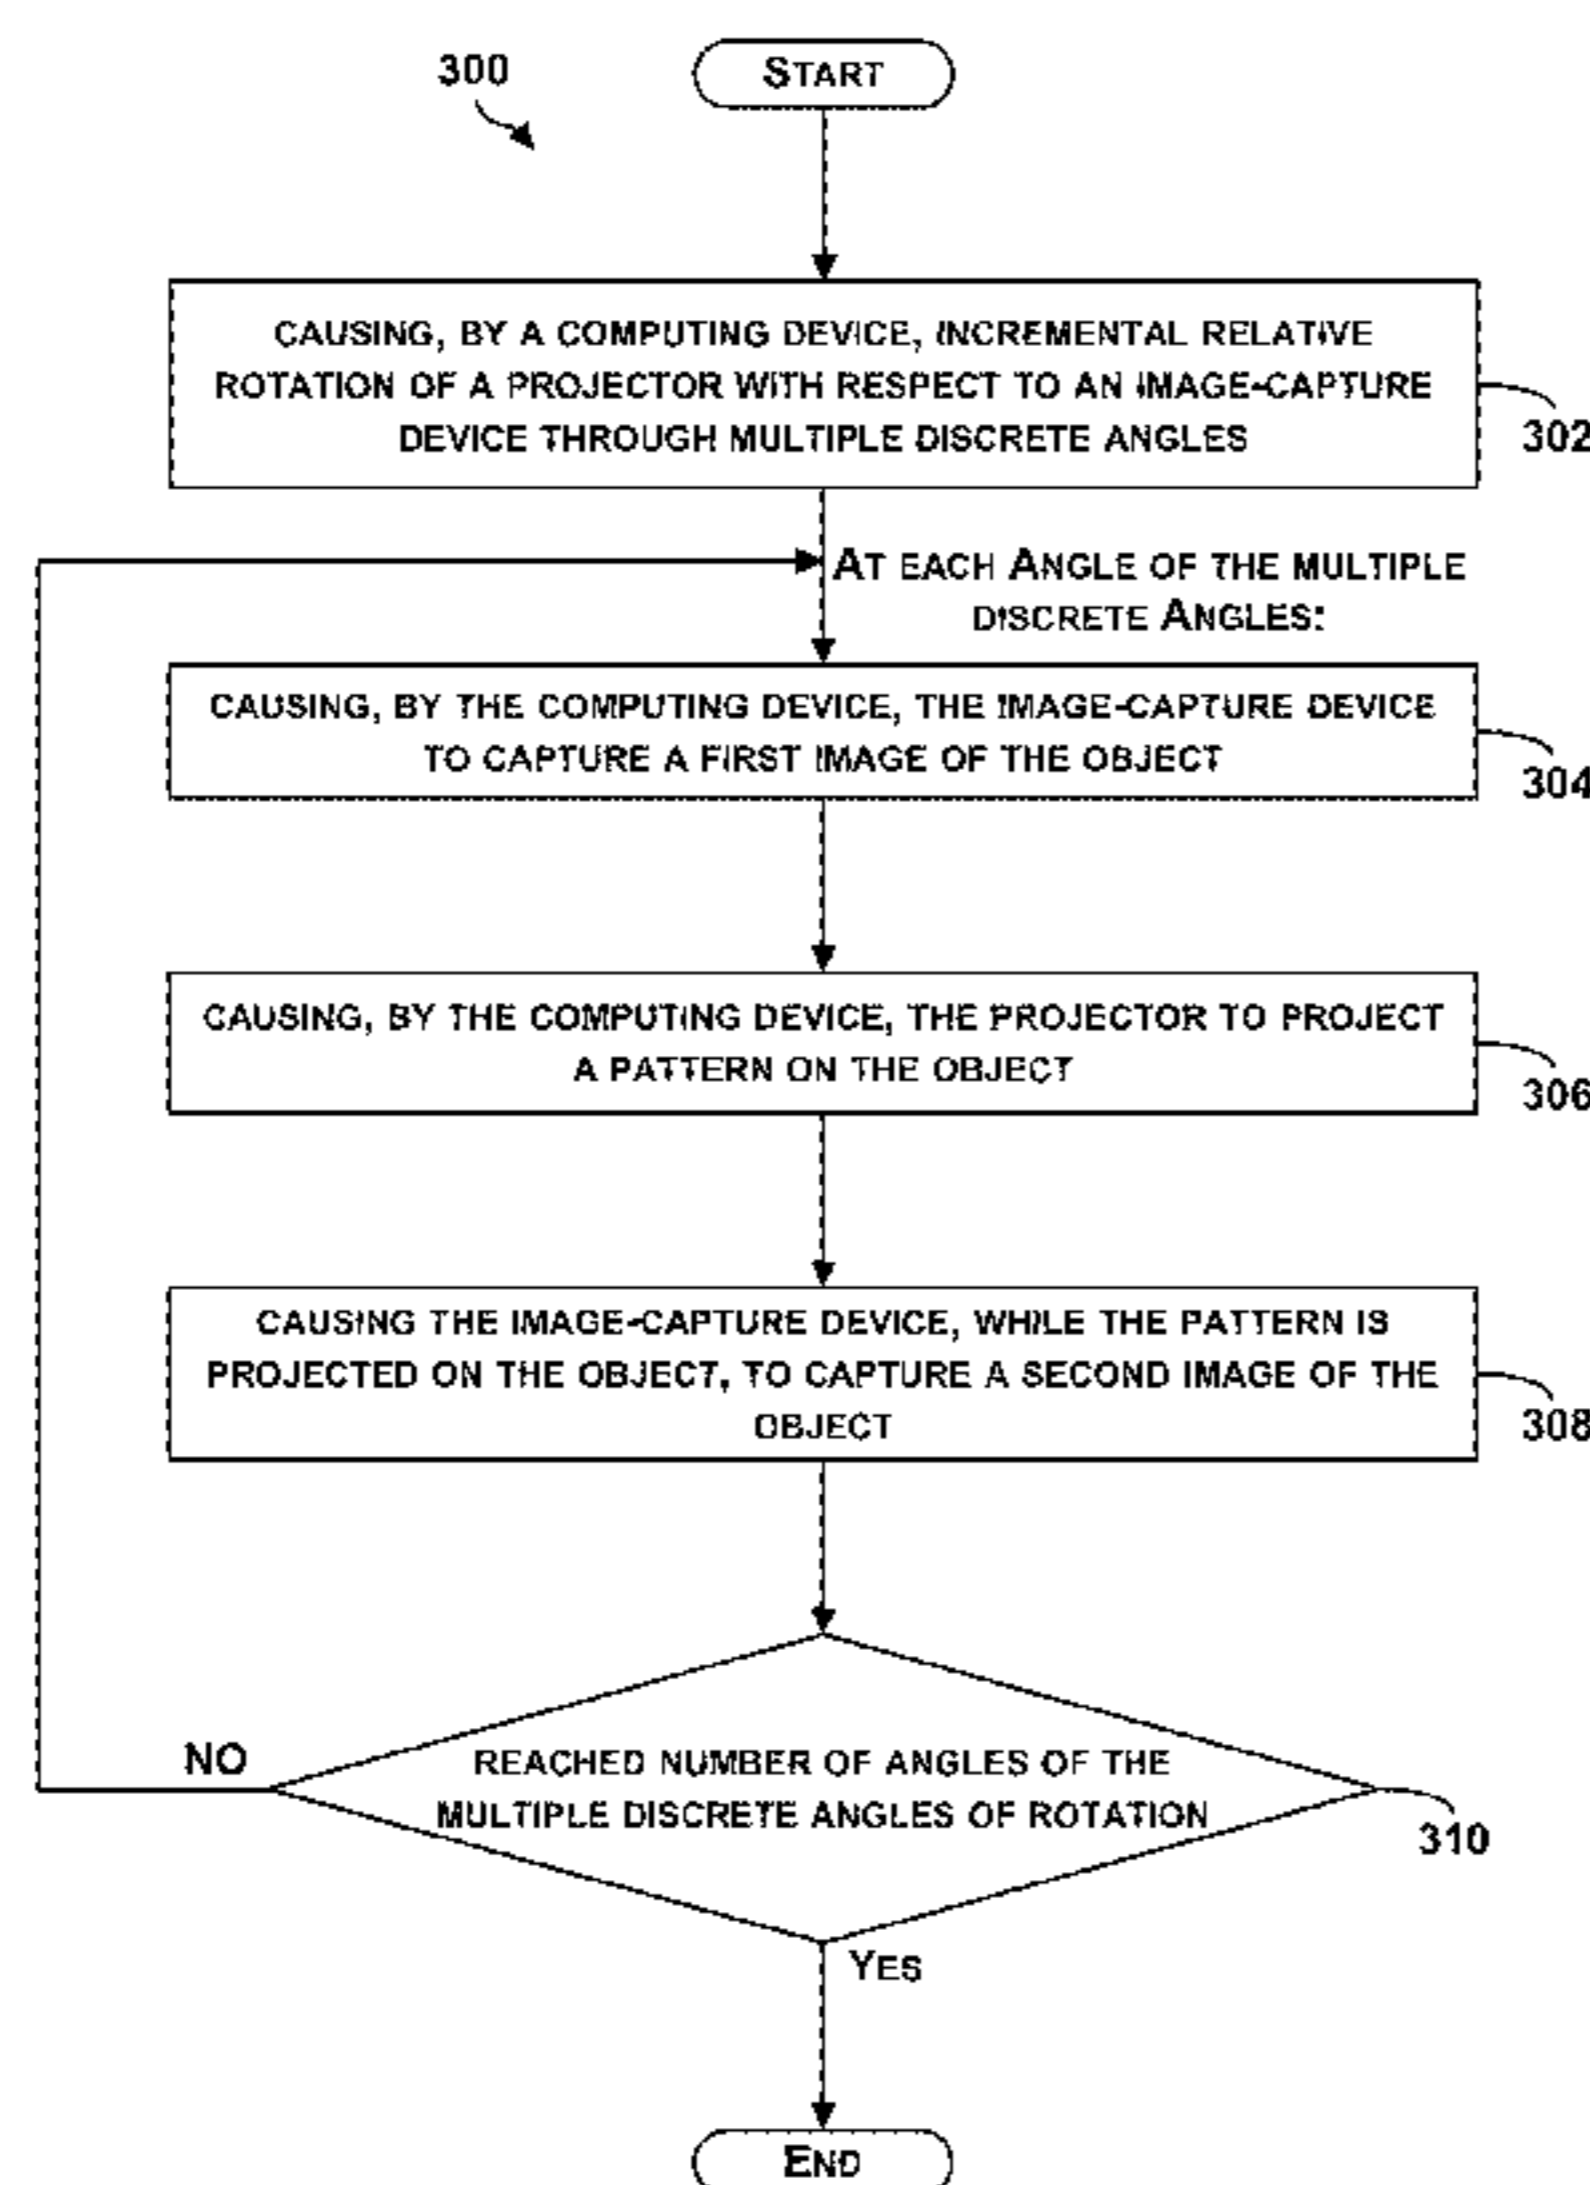 300
START
CAUSING, BY A COMPUTING DEVICE, INCREMENTAL RELATIVE
ROTATION OF A PROJECTOR WITH RESPECT TO AN IMAGE-CAPTURE
DEVICE THROUGH MULTIPLE DISCRETE ANGLES
302
AT EACH ANGLE OF THE MULTIPLE
DISCRETE ANGLES:
CAUSING, BY THE COMPUTING DEVICE, THE IMAGE-CAPTURE DEVICE
TO CAPTURE A FIRST IMAGE OF THE OBJECT
304
CAUSING, BY THE COMPUTING DEVICE, THE PROJECTOR TO PROJECT
A PATTERN ON THE OBJECT
306
CAUSING THE IMAGE-CAPTURE DEVICE, WHILE THE PATTERN IS
PROJECTED ON THE OBJECT, TO CAPTURE A SECOND IMAGE OF THE
OBJECT
308
NO
REACHED NUMBER OF ANGLES OF THE
MULTIPLE DISCRETE ANGLES OF ROTATION
310
YES
END